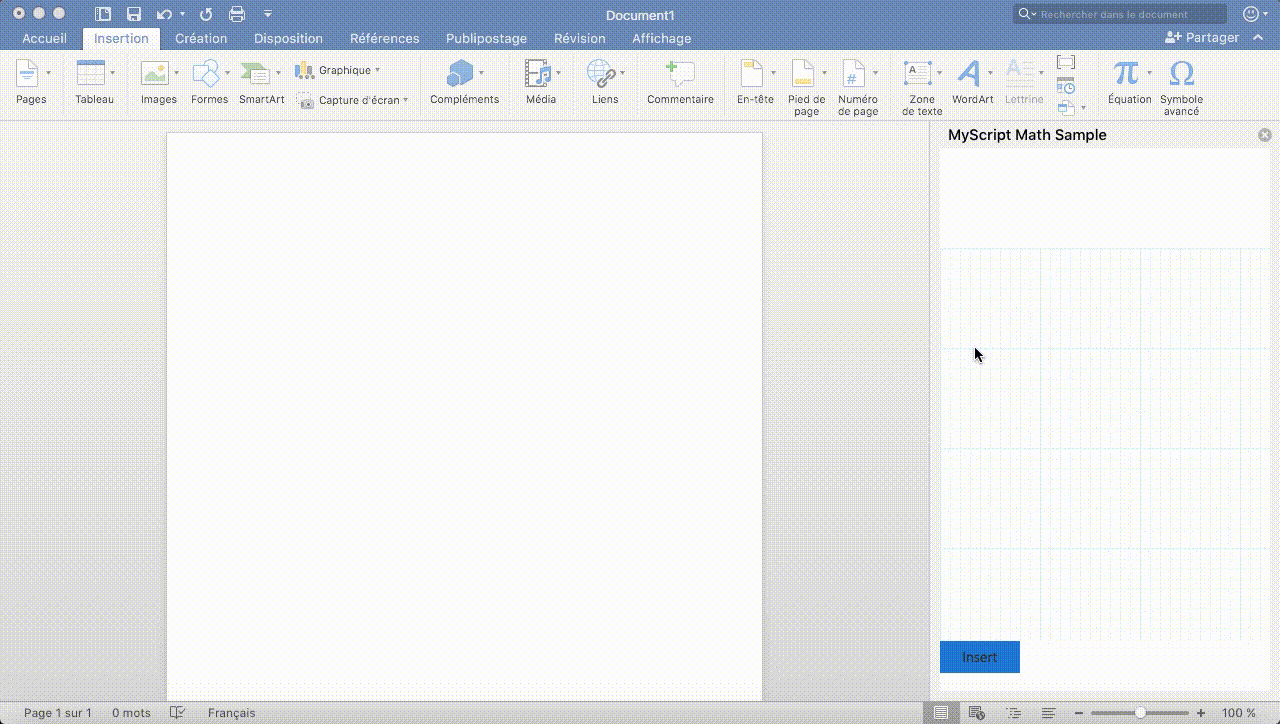 Document1
Rechercher dans le document
Accueil Insertion Création Disposition Références Publipostage Révision Affichage Partager
Pages Tableau Images Formes SmartArt Graphique Capture d'écran Compléments Média Liens Commentaire En-tête Pied de page Numéro de page Zone de texte WordArt Lettrine Équation Symbole avancé
MyScript Math Sample
Insert
Page 1 sur 1 0 mots Français 100 %